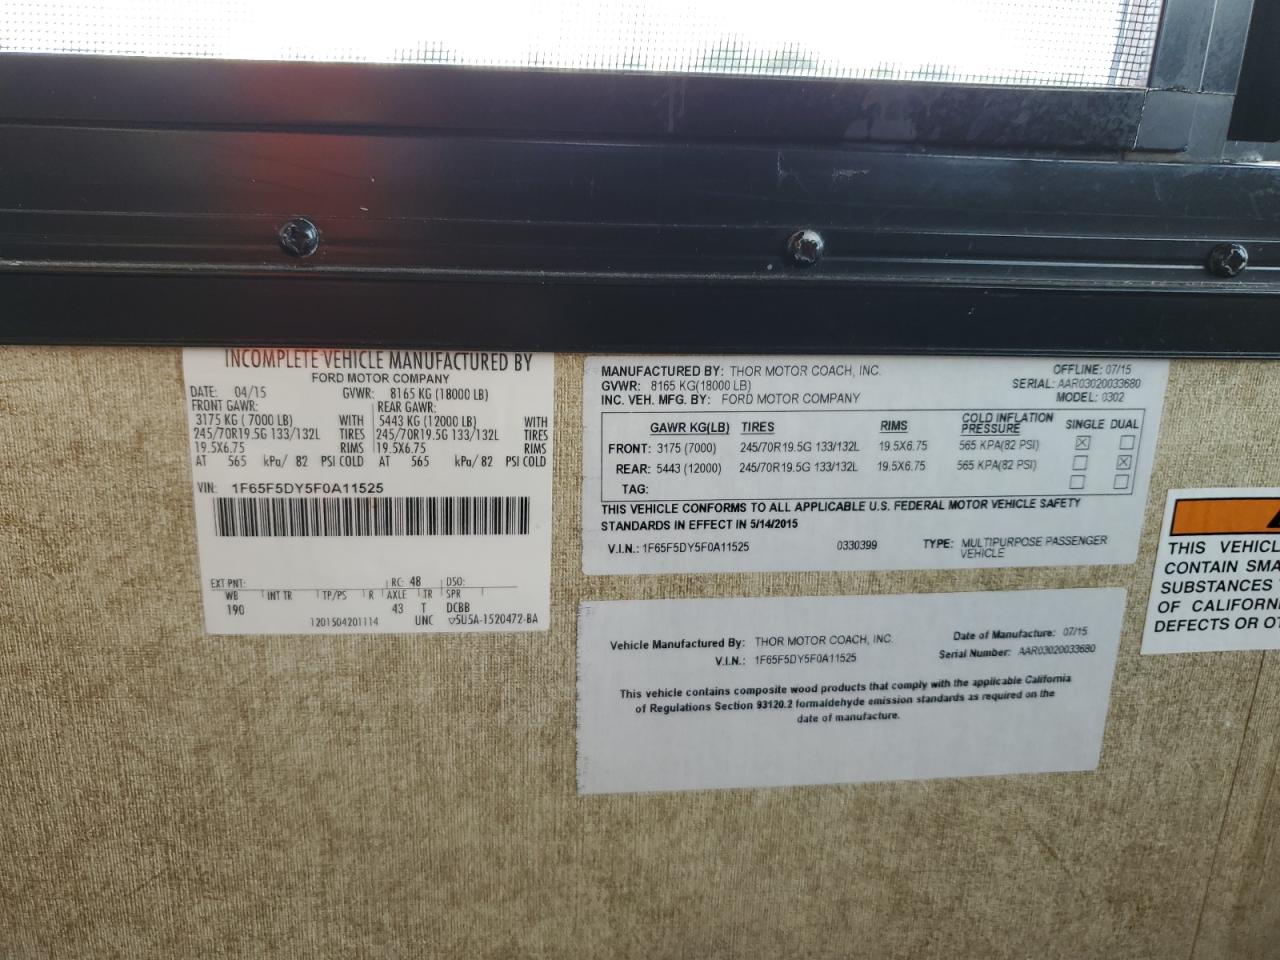 INCOMPLETE VEHICLE MANUFACTURED BY
FORD MOTOR COMPANY
DATE: 04/15 GVWR: 8165 KG (18000 LB)
FRONT GAWR: REAR GAWR:
3175 KG ( 7000 LB) WITH 5443 KG (12000 LB) WITH
245/70R19.5G 133/132L TIRES 245/70R19.5G 133/132L TIRES
19.5X6.75 RIMS 19.5X6.75 RIMS
AT 565 kPa/ 82 PSI COLD AT 565 kPa/ 82 PSI COLD
VIN: 1F65F5DY5F0A11525
EXT PNT: RC: 48 DSO:
WB INT TR TP/PS R AXLE TR SPR
190 43 T DCBB
1201504201114 UNC ▽5U5A-1520472-BA
MANUFACTURED BY: THOR MOTOR COACH, INC. OFFLINE: 07/15
GVWR: 8165 KG(18000 LB) SERIAL: AAR03020033680
INC. VEH. MFG. BY: FORD MOTOR COMPANY MODEL: 0302
GAWR KG(LB) TIRES RIMS COLD INFLATION PRESSURE SINGLE DUAL
FRONT: 3175 (7000) 245/70R19.5G 133/132L 19.5X6.75 565 KPA(82 PSI) ☒ ☐
REAR: 5443 (12000) 245/70R19.5G 133/132L 19.5X6.75 565 KPA(82 PSI) ☐ ☒
TAG: ☐ ☐
THIS VEHICLE CONFORMS TO ALL APPLICABLE U.S. FEDERAL MOTOR VEHICLE SAFETY
STANDARDS IN EFFECT IN 5/14/2015
V.I.N.: 1F65F5DY5F0A11525 0330399 TYPE: MULTIPURPOSE PASSENGER
VEHICLE
Vehicle Manufactured By: THOR MOTOR COACH, INC. Date of Manufacture: 07/15
V.I.N.: 1F65F5DY5F0A11525 Serial Number: AAR03020033680
This vehicle contains composite wood products that comply with the applicable California
of Regulations Section 93120.2 formaldehyde emission standards as required on the
date of manufacture.
THIS VEHICL
CONTAIN SMA
SUBSTANCES
OF CALIFORN
DEFECTS OR OT